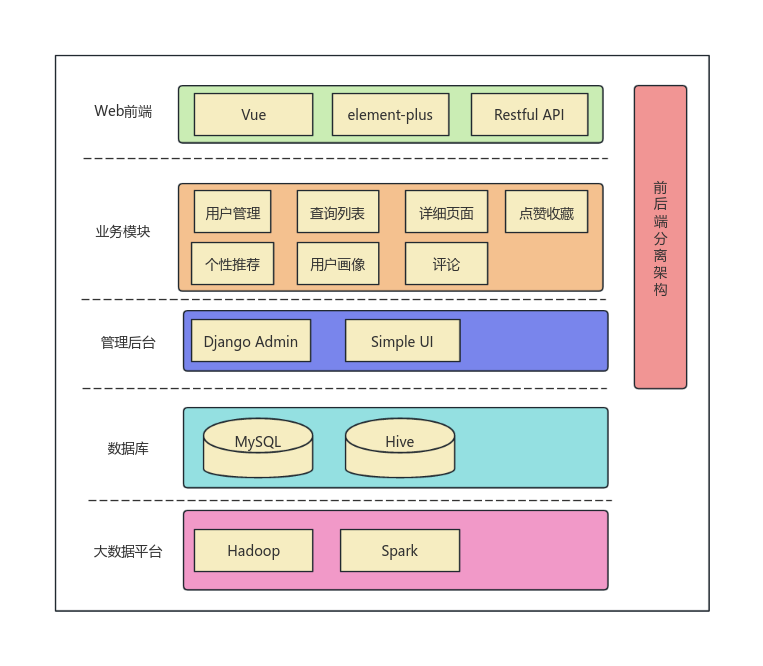 Web前端
Vue
element-plus
Restful API
业务模块
用户管理
查询列表
详细页面
点赞收藏
个性推荐
用户画像
评论
管理后台
Django Admin
Simple UI
数据库
MySQL
Hive
大数据平台
Hadoop
Spark
前后端分离架构